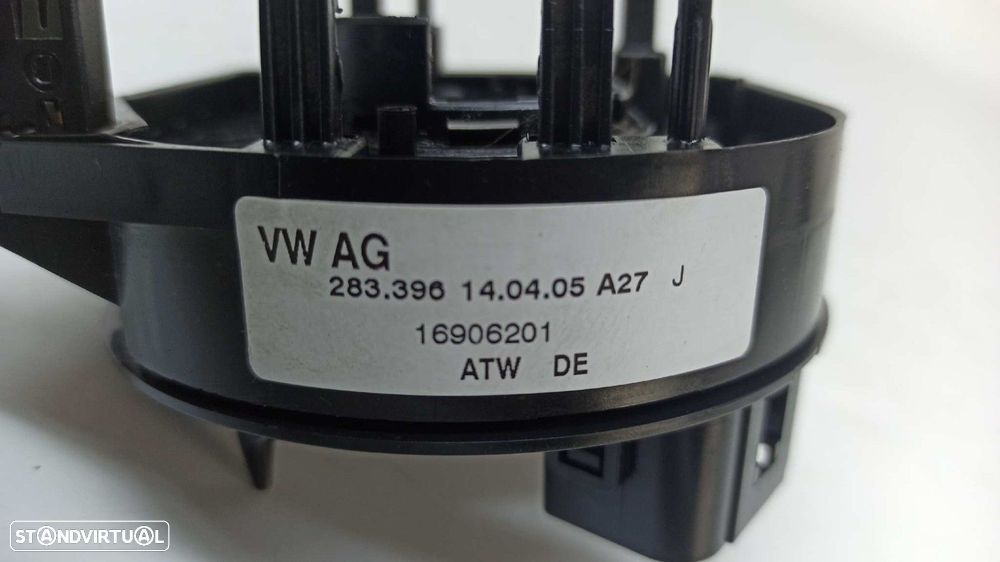 VW AG
283.396 14.04.05 A27 J
16906201
ATW DE
STANDVIRTUAL